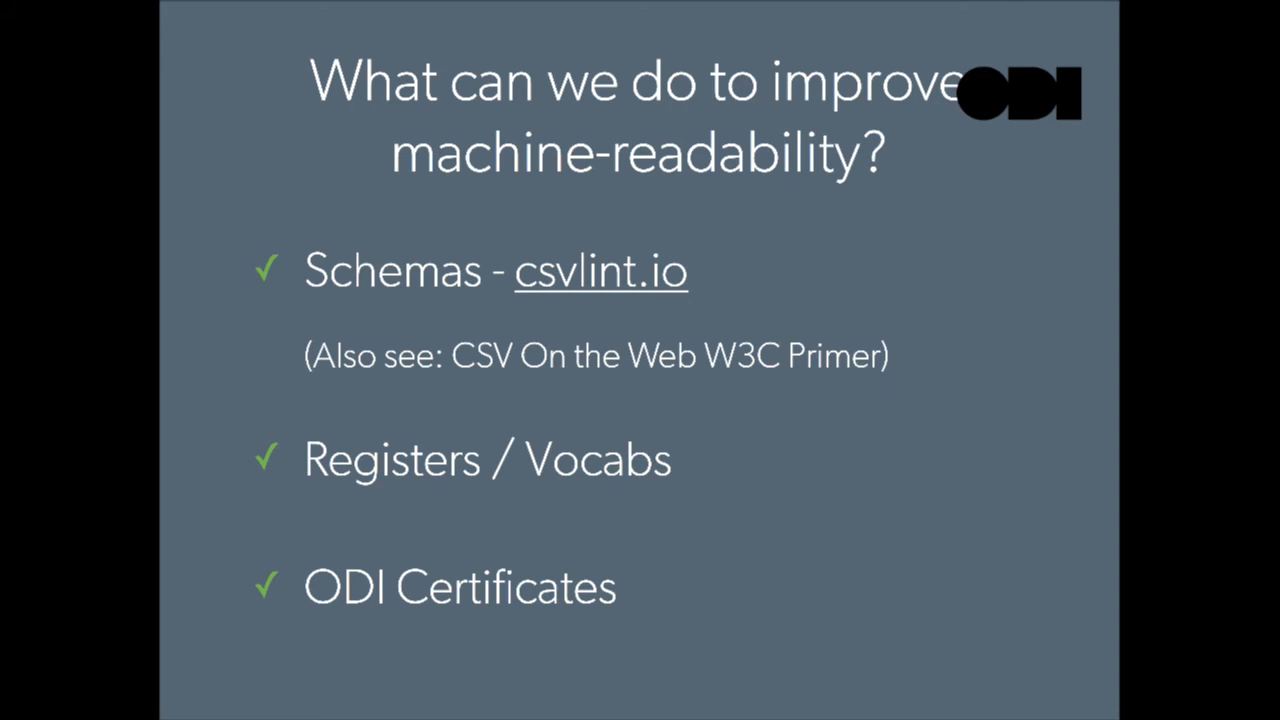 What can we do to improve
ODI
machine-readability?
✓ Schemas - csvlint.io
(Also see: CSV On the Web W3C Primer)
✓ Registers / Vocabs
✓ ODI Certificates